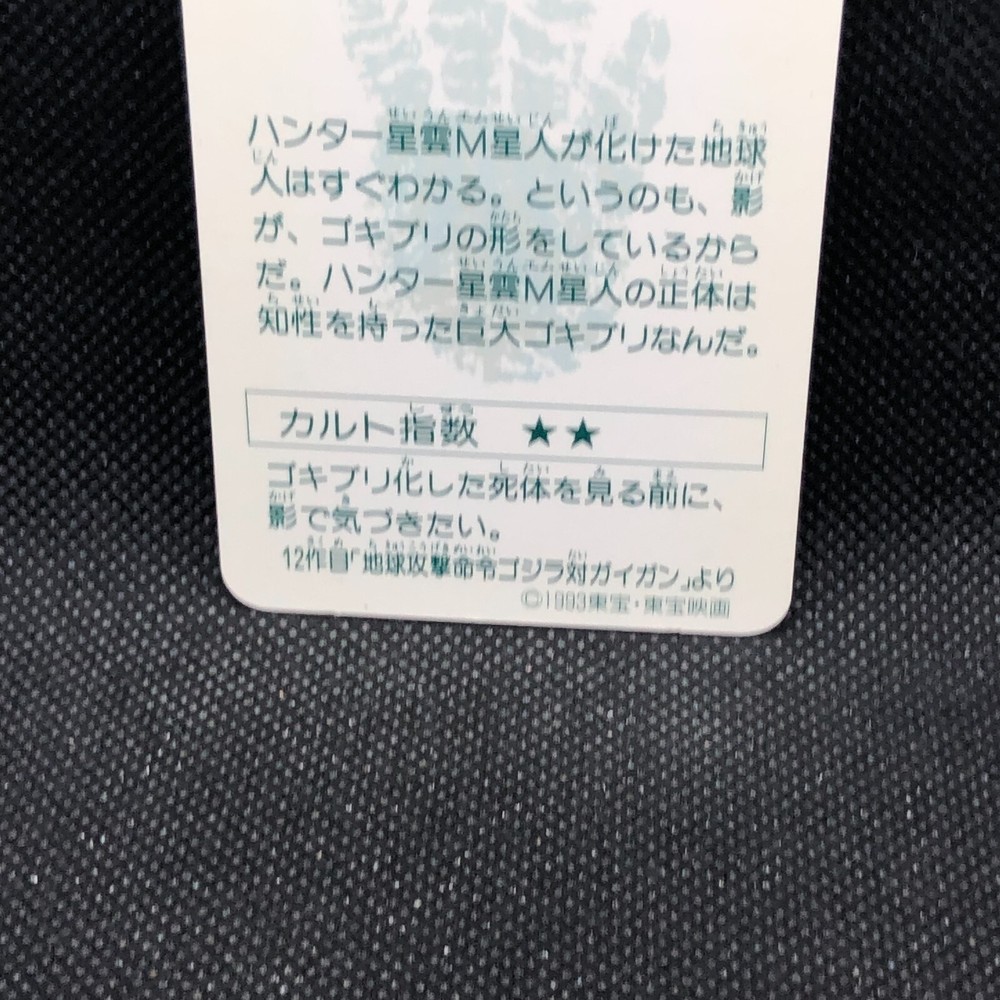 ハンター星雲M星人が化けた地球
人はすぐわかる。というのも、影
が、ゴキブリの形をしているから
だ。ハンター星雲M星人の正体は
知性を持った巨大ゴキブリなんだ。
カルト指数 ★★
ゴキブリ化した死体を見る前に、
影で気づきたい。
12作目「地球攻撃命令ゴジラ対ガイガン」より
©1993東宝・東宝映画